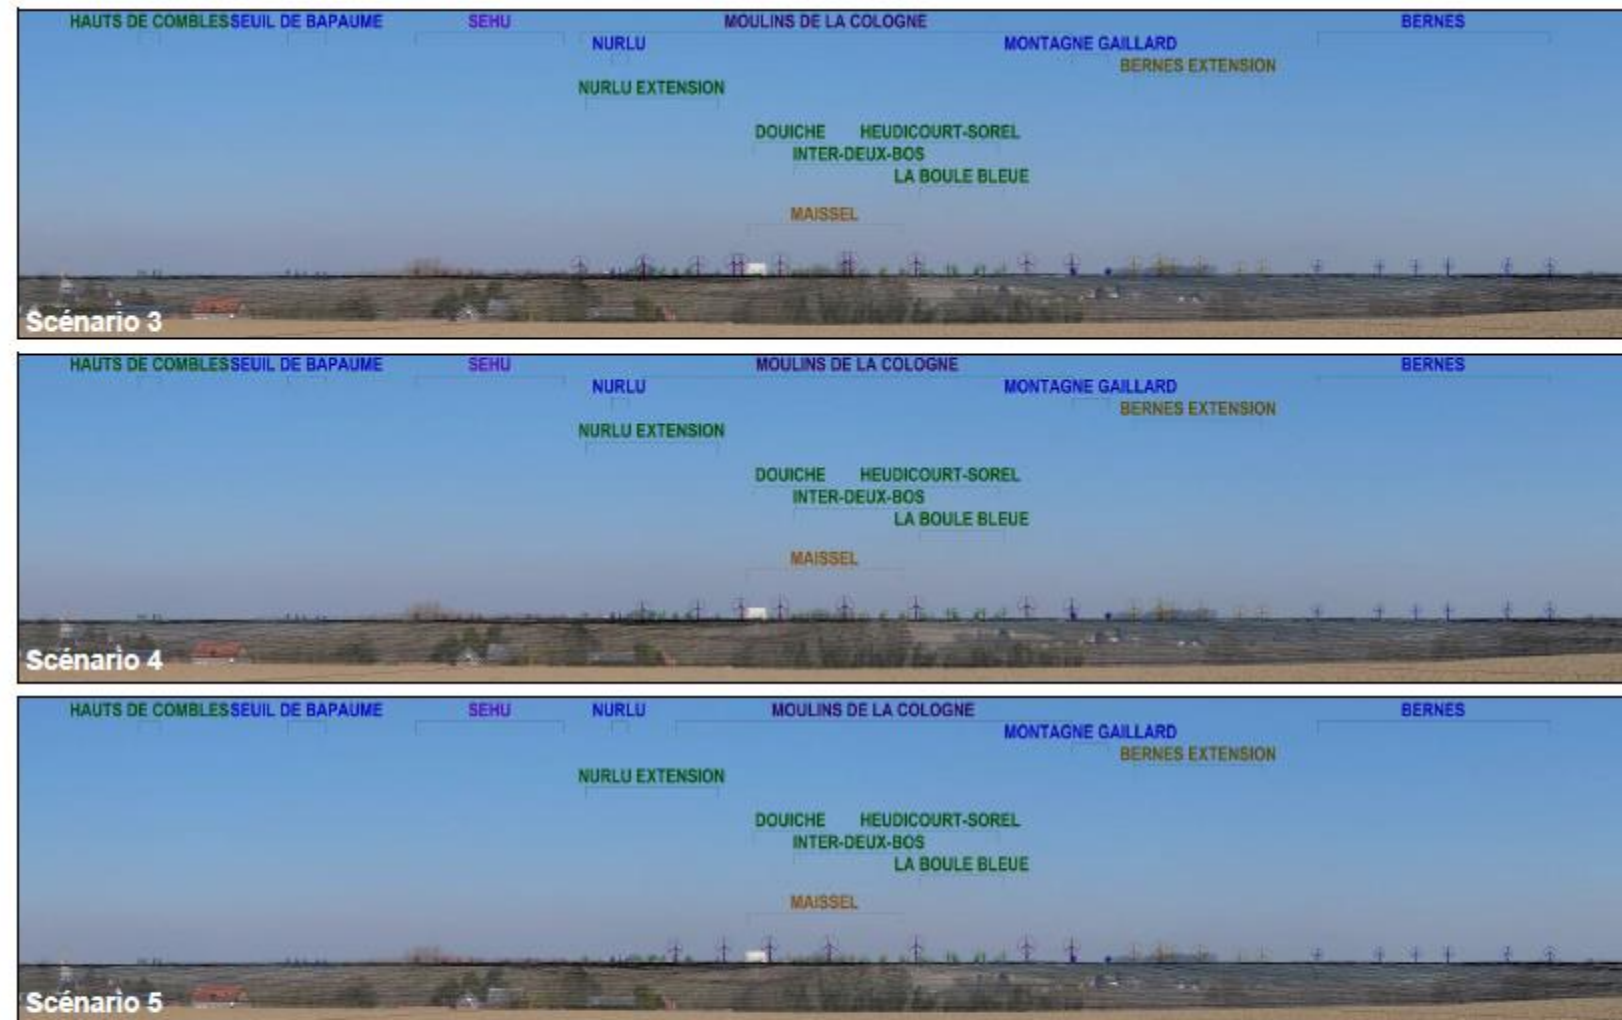 HAUTS DE COMBLES SEUIL DE BAPAUME SEHU MOULINS DE LA COLOGNE BERNES
NURLU MONTAGNE GAILLARD
BERNES EXTENSION
NURLU EXTENSION
DOUICHE HEUDICOURT-SOREL
INTER-DEUX-BOS
LA BOULE BLEUE
MAISSEL
Scénario 3
HAUTS DE COMBLES SEUIL DE BAPAUME SEHU MOULINS DE LA COLOGNE BERNES
NURLU MONTAGNE GAILLARD
BERNES EXTENSION
NURLU EXTENSION
DOUICHE HEUDICOURT-SOREL
INTER-DEUX-BOS
LA BOULE BLEUE
MAISSEL
Scénario 4
HAUTS DE COMBLES SEUIL DE BAPAUME SEHU NURLU MOULINS DE LA COLOGNE BERNES
MONTAGNE GAILLARD
BERNES EXTENSION
NURLU EXTENSION
DOUICHE HEUDICOURT-SOREL
INTER-DEUX-BOS
LA BOULE BLEUE
MAISSEL
Scénario 5